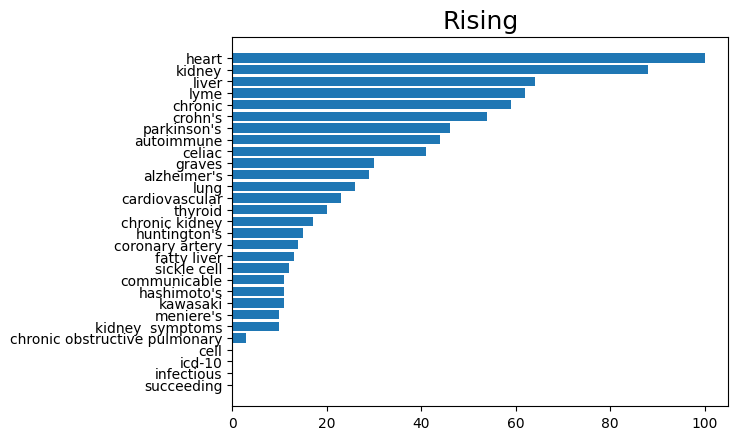 Rising
heart
kidney
liver
lyme
chronic
crohn's
parkinson's
autoimmune
celiac
graves
alzheimer's
lung
cardiovascular
thyroid
chronic kidney
huntington's
coronary artery
fatty liver
sickle cell
communicable
hashimoto's
kawasaki
meniere's
kidney  symptoms
chronic obstructive pulmonary
cell
icd-10
infectious
succeeding
0 20 40 60 80 100